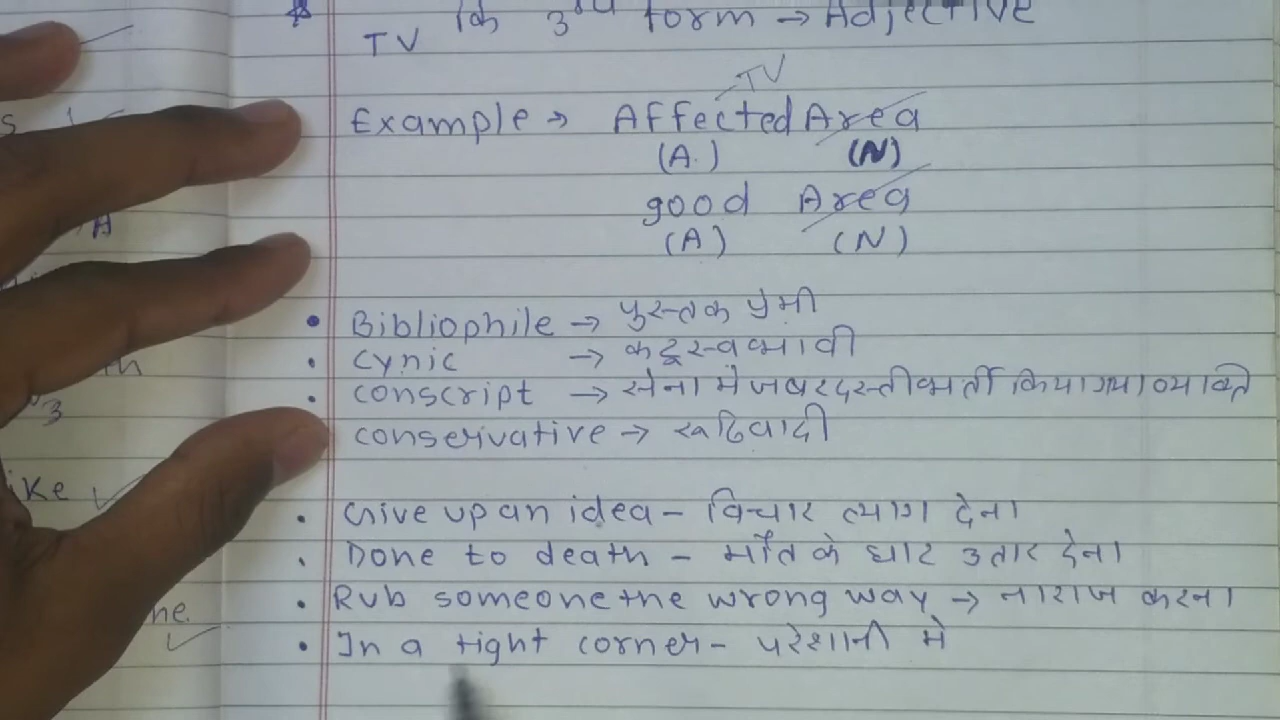 TV की 3rd form → Adjective
TV
Example → Affected Area
(A.) (N)
good Area
(A) (N)
• Bibliophile → पुस्तक प्रेमी
• Cynic → कटूस्वभावी
• Conscript → सेना मे जबरदस्ती भर्ती किया गया व्यक्ति
• Conservative → रूढिवादी
• Give up an idea – विचार त्याग देना
• Done to death – मौत के घाट उतार देना
• Rub someone the wrong way → नाराज करना
• In a tight corner – परेशानी मे